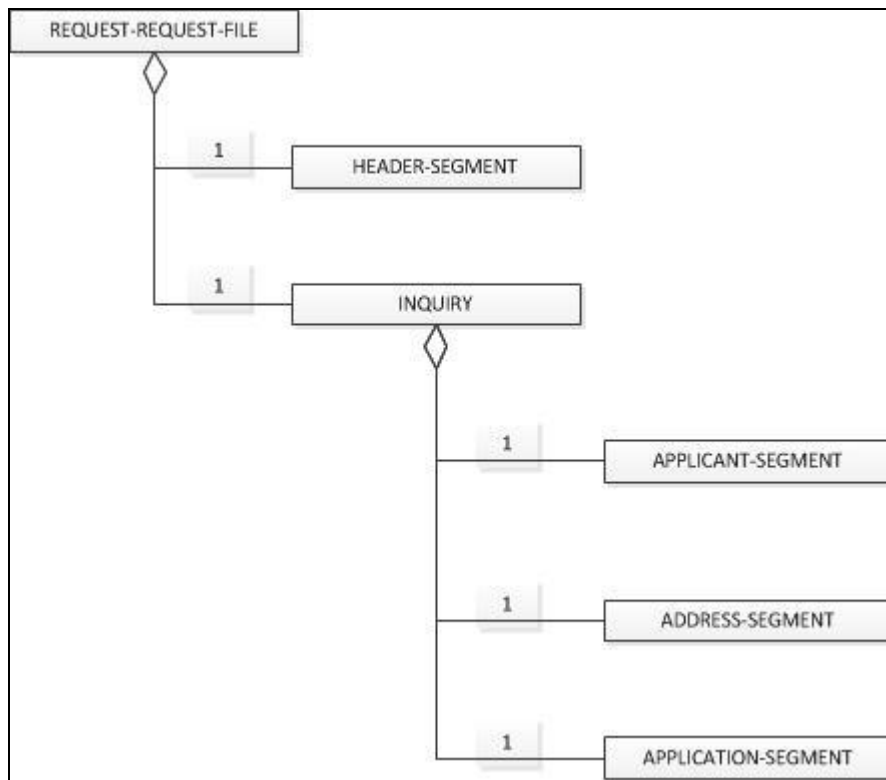 REQUEST-REQUEST-FILE
1
HEADER-SEGMENT
1
INQUIRY
1
APPLICANT-SEGMENT
1
ADDRESS-SEGMENT
1
APPLICATION-SEGMENT